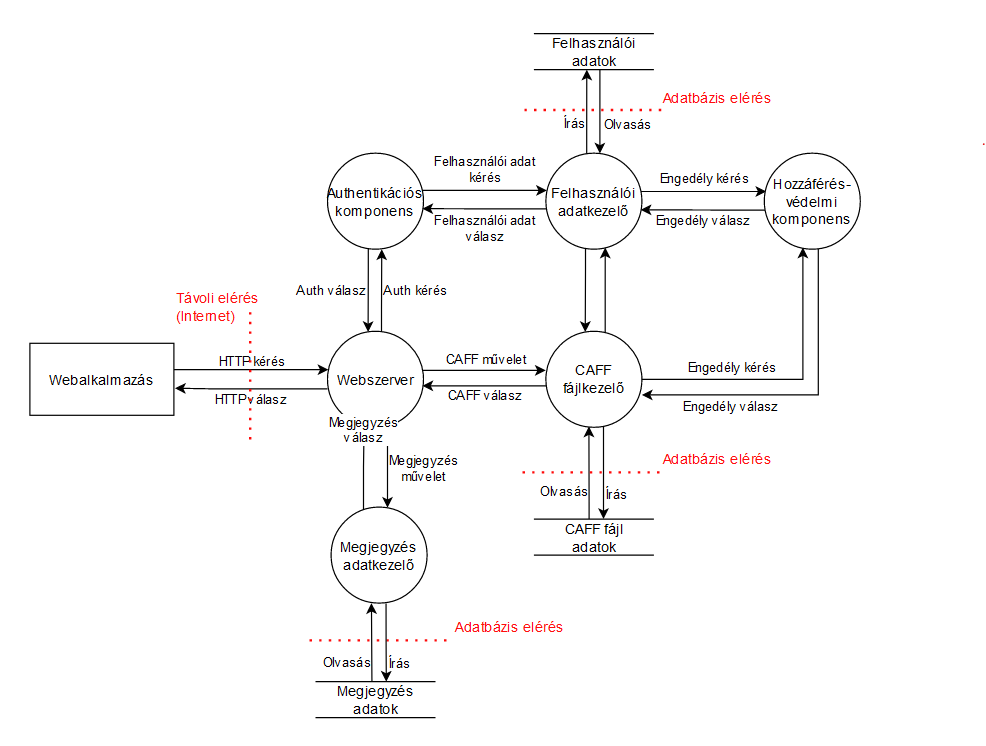 Felhasználói
adatok
Adatbázis elérés
Írás
Olvasás
Felhasználói adat
kérés
Authentikációs
komponens
Felhasználói
adatkezelő
Engedély kérés
Hozzáférés-
védelmi
komponens
Felhasználói adat
válasz
Engedély válasz
Auth válasz
Auth kérés
Távoli elérés
(Internet)
HTTP kérés
Webalkalmazás
HTTP válasz
Webszerver
CAFF művelet
CAFF válasz
CAFF
fájlkezelő
Engedély kérés
Engedély válasz
Megjegyzés
válasz
Megjegyzés
művelet
Adatbázis elérés
Olvasás
Írás
CAFF fájl
adatok
Megjegyzés
adatkezelő
Adatbázis elérés
Olvasás
Írás
Megjegyzés
adatok